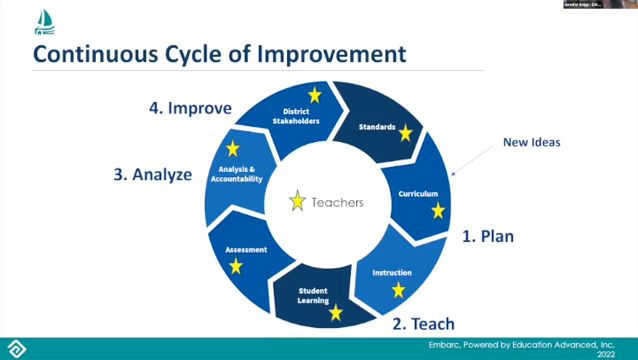 Continuous Cycle of Improvement
4. Improve
District
Stakeholders
Standards
New Ideas
3. Analyze
Analysis &
Accountability
Teachers
Curriculum
1. Plan
Assessment
Instruction
Student
Learning
2. Teach
Embarc, Powered by Education Advanced, Inc.
2022